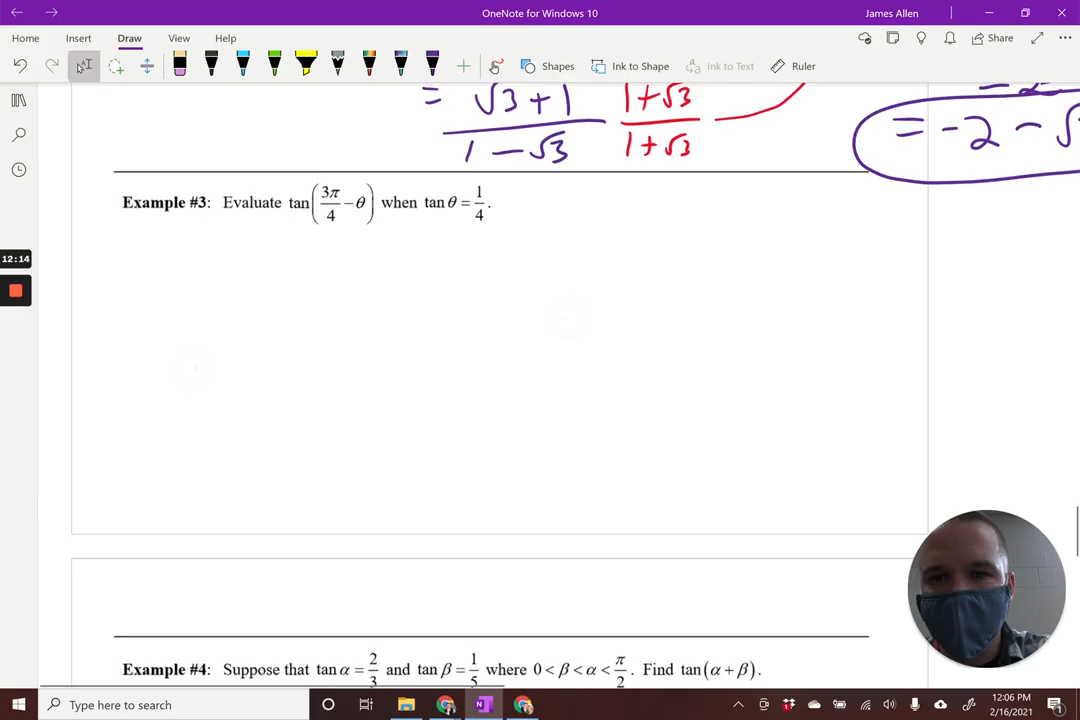 OneNote for Windows 10
James Allen
Home Insert Draw View Help
Share
Shapes Ink to Shape Ink to Text Ruler
= √3 + 1 / 1 − √3 1+√3 / 1+√3
= -2 - √
Example #3: Evaluate tan(3π/4 − θ) when tan θ = 1/4.
12:14
Example #4: Suppose that tan α = 2/3 and tan β = 1/5 where 0 < β < α < π/2. Find tan(α + β).
Type here to search
12:06 PM
2/16/2021